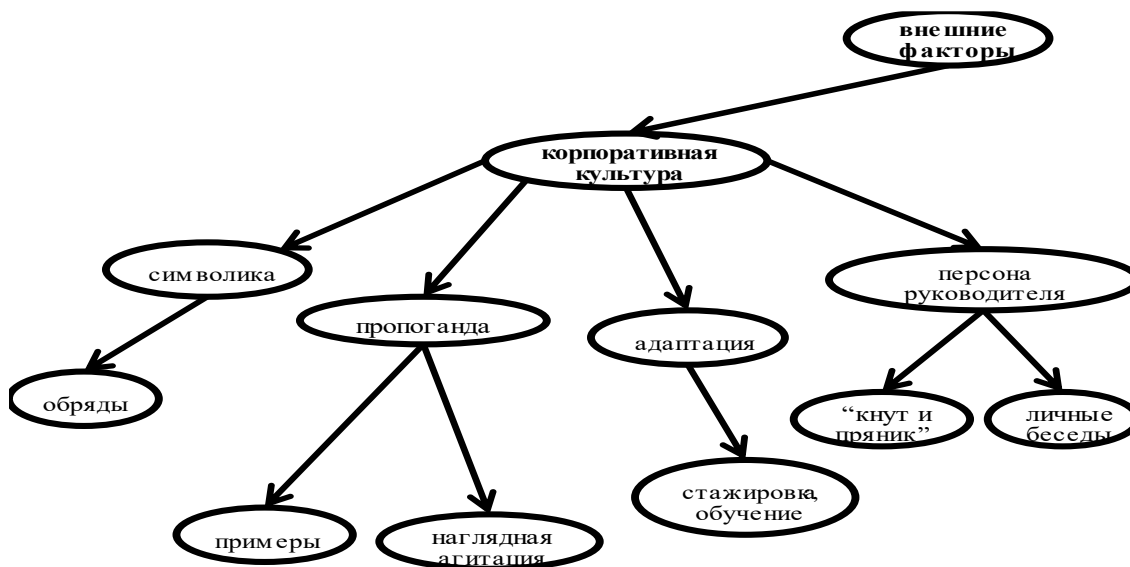 внешние
факторы
корпоративная
культура
символика
персона
руководителя
пропоганда
адаптация
обряды
“кнут и
пряник”
личные
беседы
стажировка,
обучение
примеры
наглядная
агитация